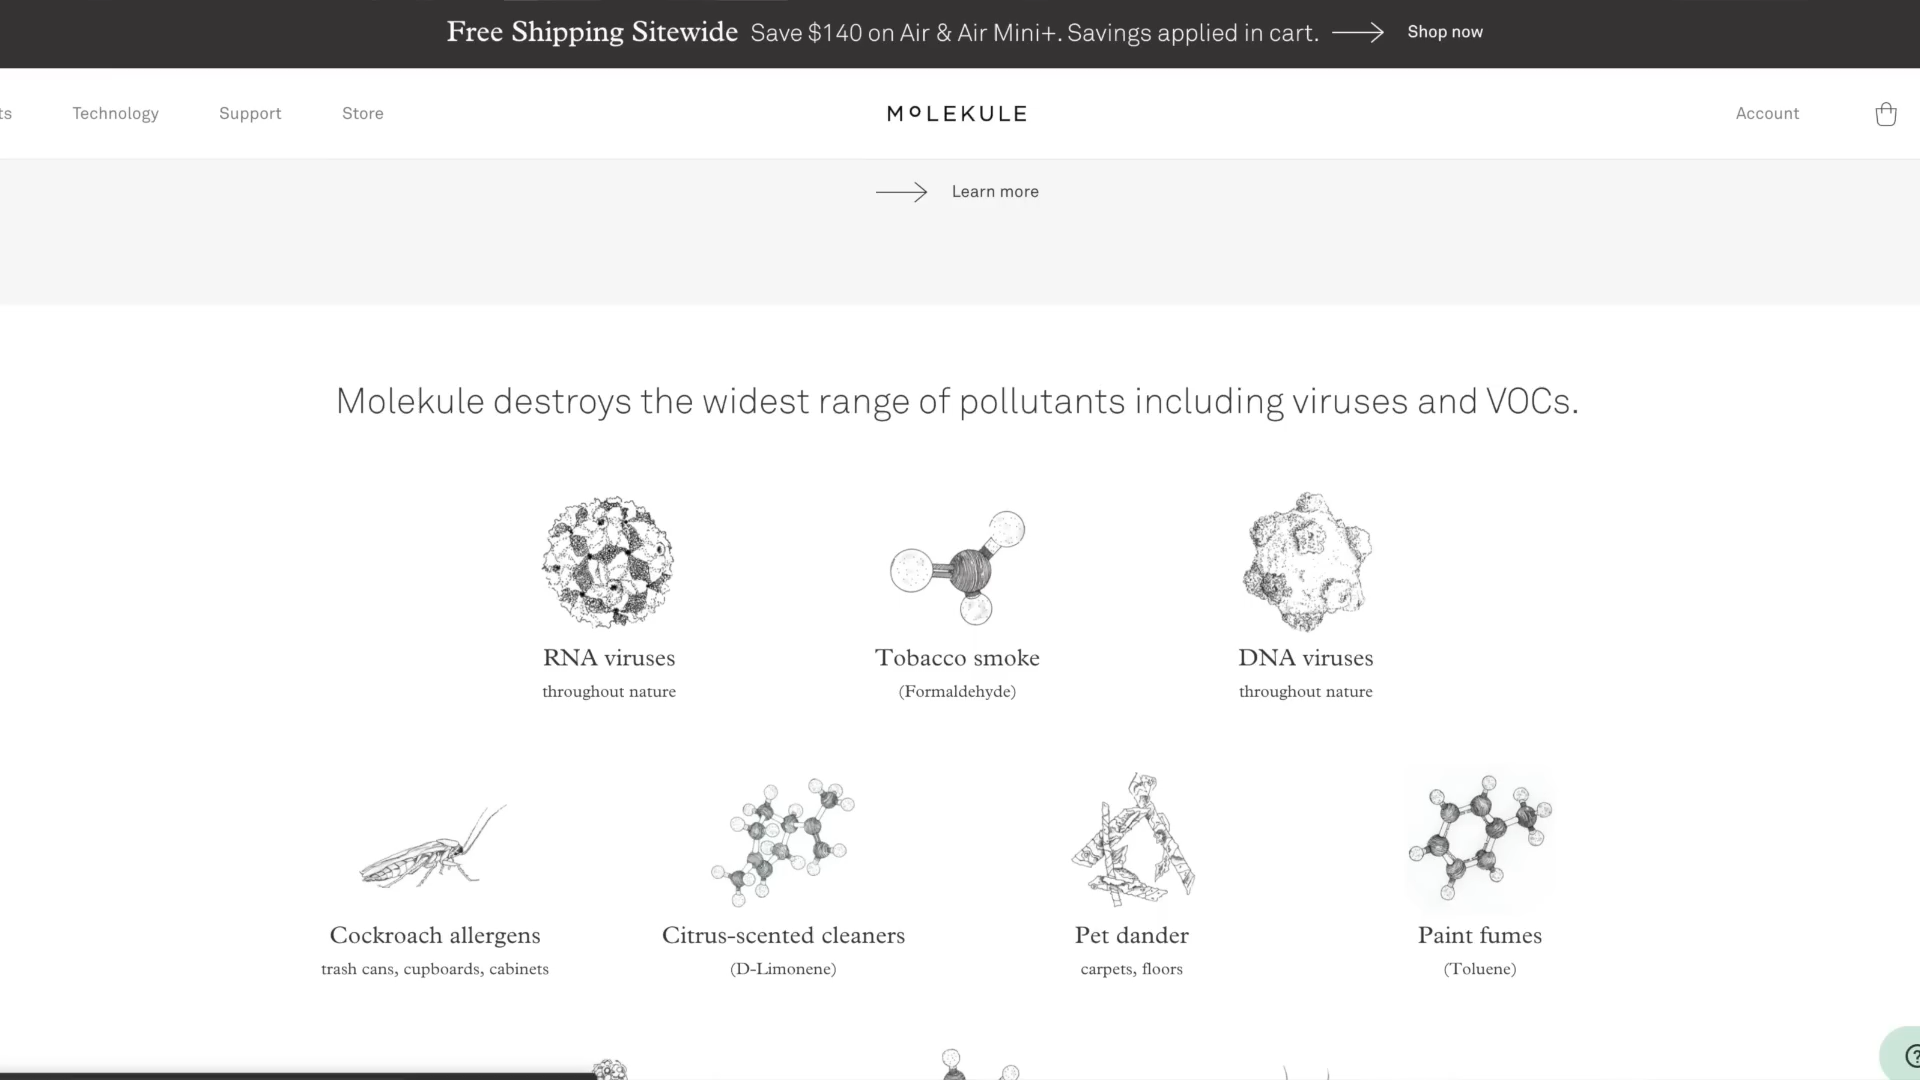 Free Shipping Sitewide Save $140 on Air & Air Mini+. Savings applied in cart. Shop now
ts Technology Support Store MOLEKULE Account
Learn more
Molekule destroys the widest range of pollutants including viruses and VOCs.
RNA viruses Tobacco smoke DNA viruses
throughout nature (Formaldehyde) throughout nature
Cockroach allergens Citrus-scented cleaners Pet dander Paint fumes
trash cans, cupboards, cabinets (D-Limonene) carpets, floors (Toluene)
?